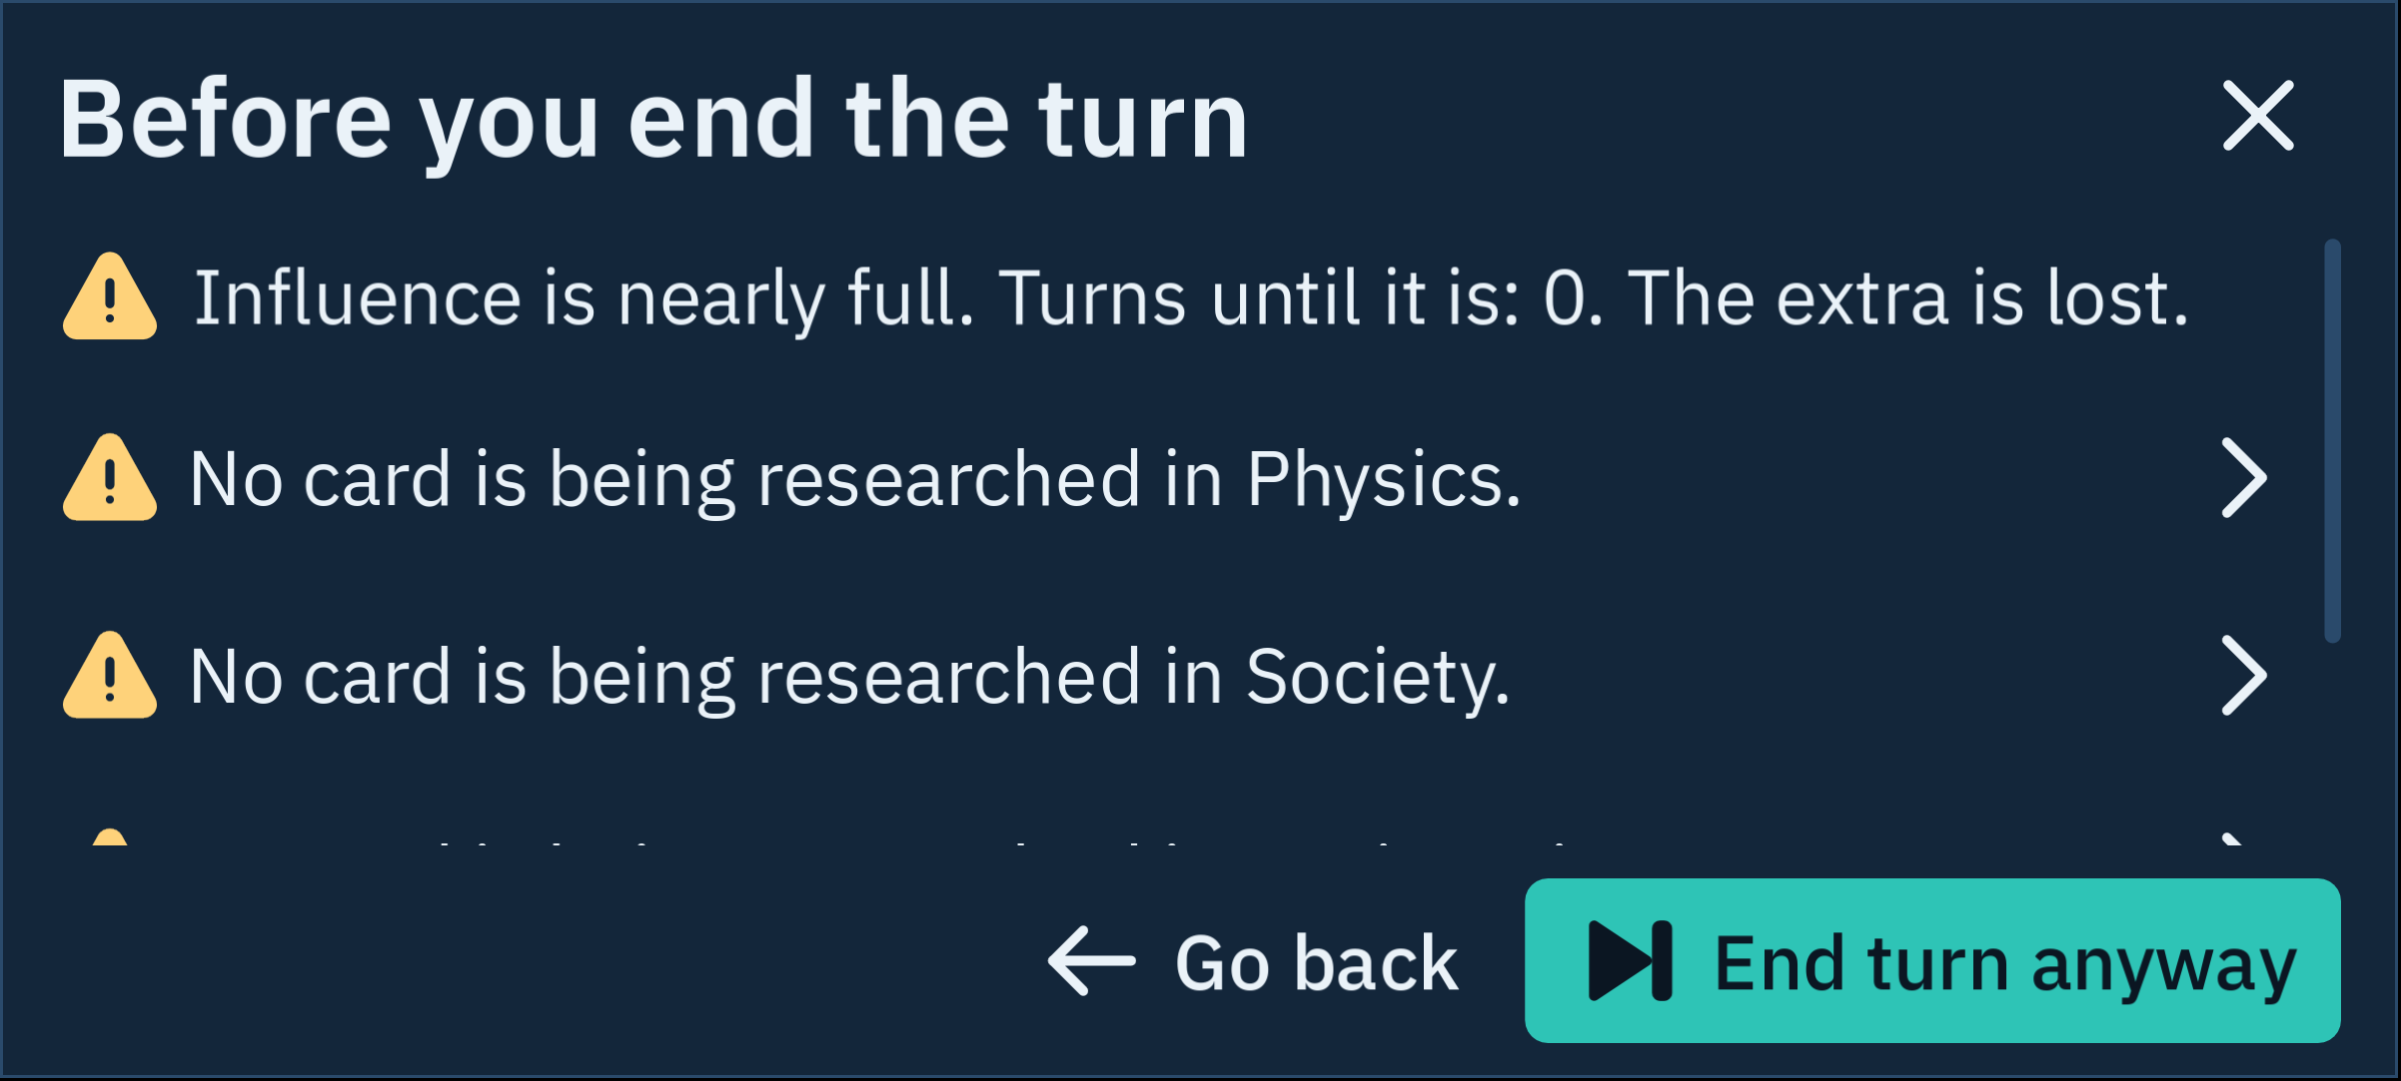 Before you end the turn
Influence is nearly full. Turns until it is: 0. The extra is lost.
No card is being researched in Physics.
No card is being researched in Society.
Go back
End turn anyway